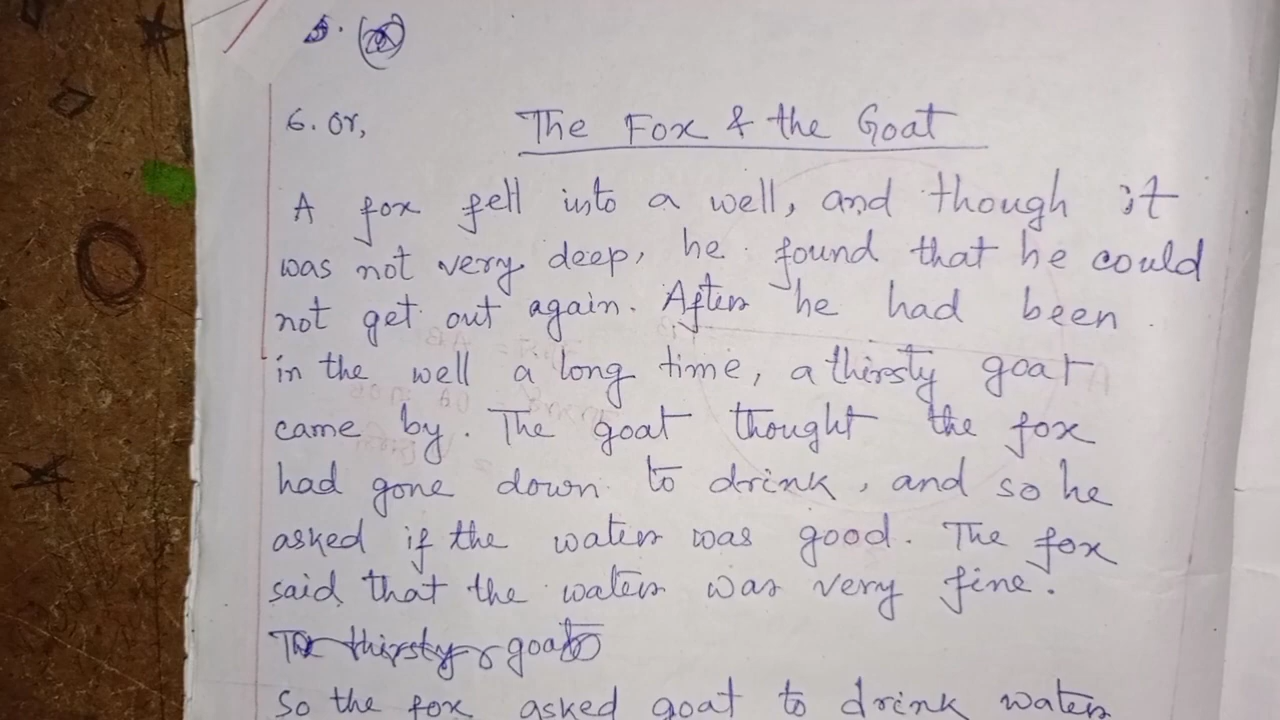 5.
6. Or,
The Fox & the Goat
A fox fell into a well, and though it
was not very deep, he found that he could
not get out again. After he had been
in the well a long time, a thirsty goat
came by. The goat thought the fox
had gone down to drink, and so he
asked if the water was good. The fox
said that the water was very fine.
The thirsty goat
So the fox asked goat to drink water